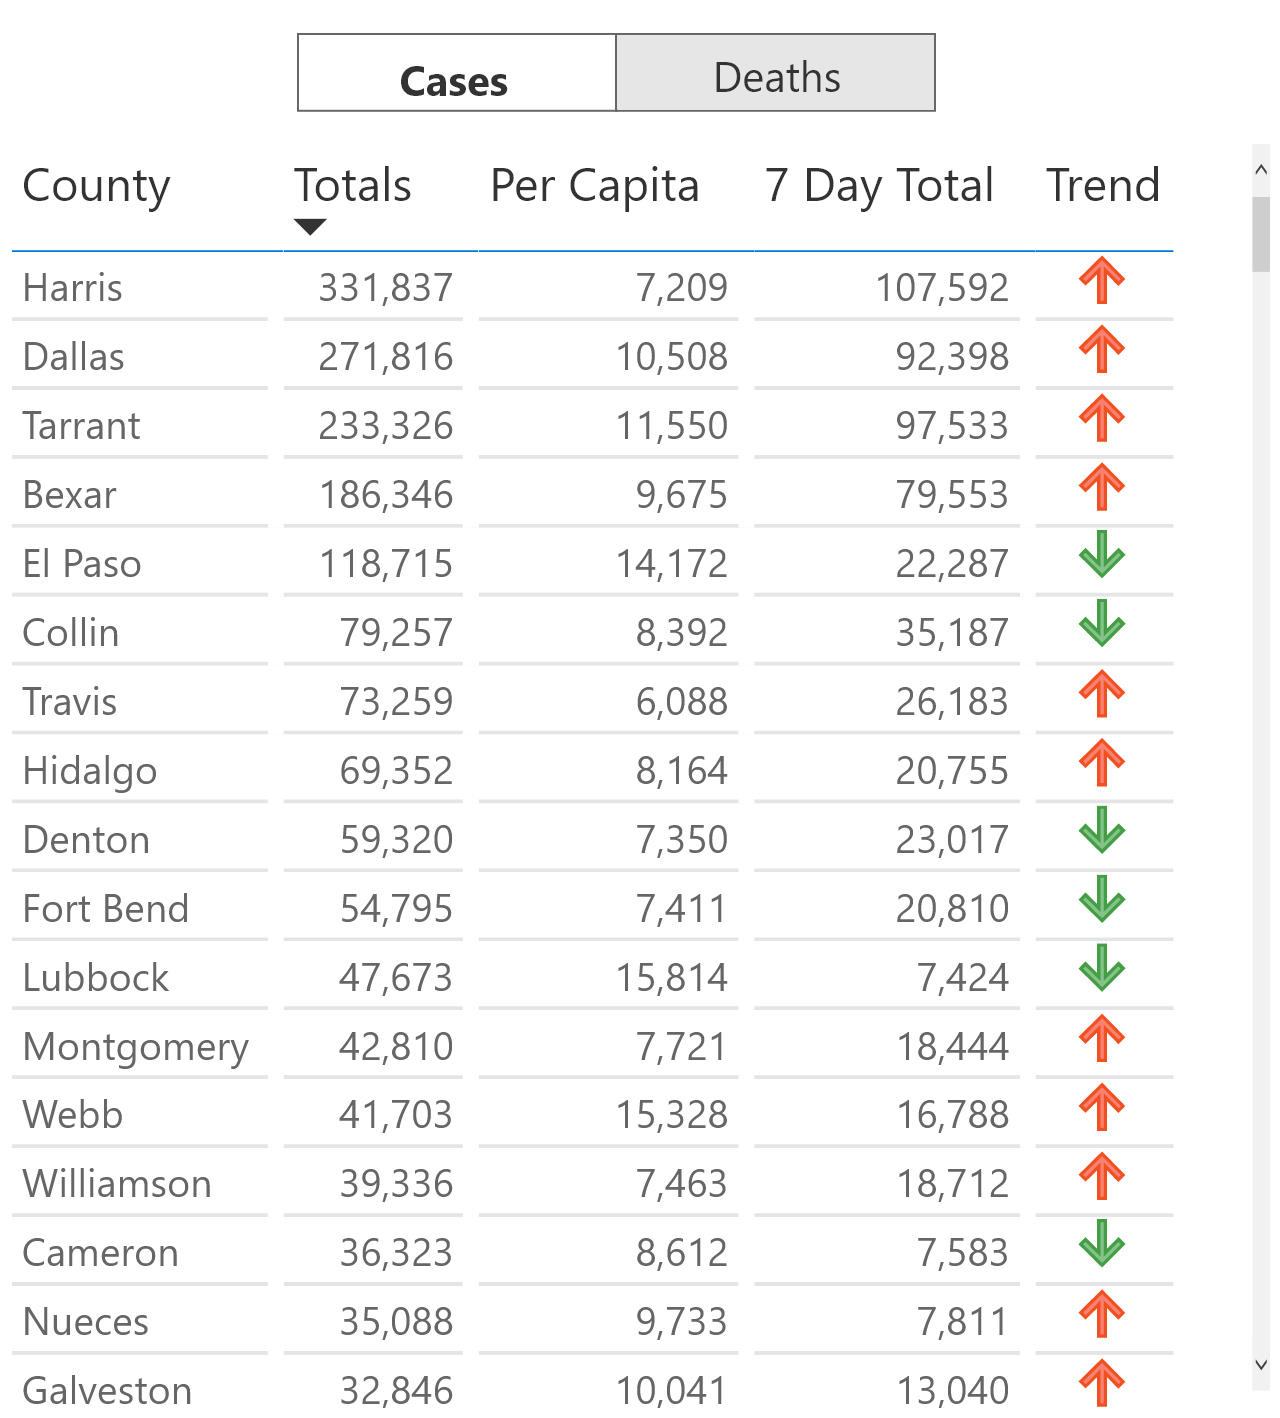 Cases Deaths
County Totals Per Capita 7 Day Total Trend
Harris 331,837 7,209 107,592
Dallas 271,816 10,508 92,398
Tarrant 233,326 11,550 97,533
Bexar 186,346 9,675 79,553
El Paso 118,715 14,172 22,287
Collin 79,257 8,392 35,187
Travis 73,259 6,088 26,183
Hidalgo 69,352 8,164 20,755
Denton 59,320 7,350 23,017
Fort Bend 54,795 7,411 20,810
Lubbock 47,673 15,814 7,424
Montgomery 42,810 7,721 18,444
Webb 41,703 15,328 16,788
Williamson 39,336 7,463 18,712
Cameron 36,323 8,612 7,583
Nueces 35,088 9,733 7,811
Galveston 32,846 10,041 13,040